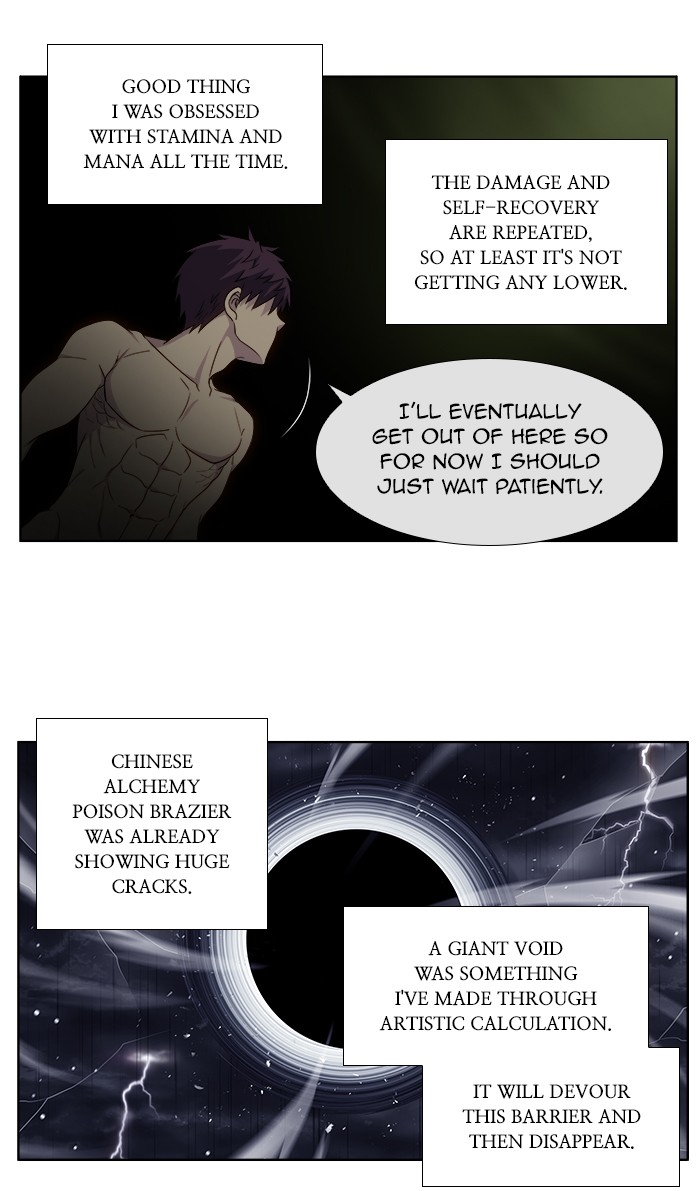 GOOD THING
I WAS OBSESSED
WITH STAMINA AND
MANA ALL THE TIME.
THE DAMAGE AND
SELF-RECOVERY
ARE REPEATED,
SO AT LEAST IT'S NOT
GETTING ANY LOWER.
I'LL EVENTUALLY
GET OUT OF HERE SO
FOR NOW I SHOULD
JUST WAIT PATIENTLY.
CHINESE
ALCHEMY
POISON BRAZIER
WAS ALREADY
SHOWING HUGE
CRACKS.
A GIANT VOID
WAS SOMETHING
I'VE MADE THROUGH
ARTISTIC CALCULATION.
IT WILL DEVOUR
THIS BARRIER AND
THEN DISAPPEAR.